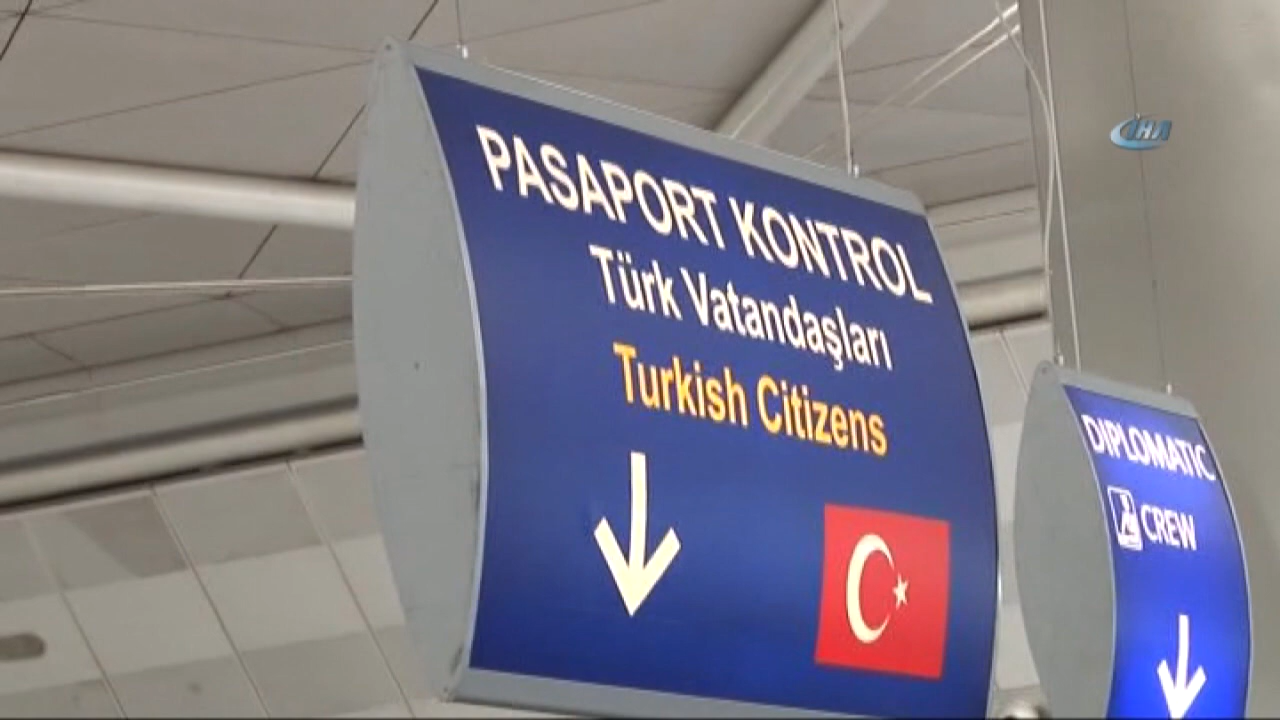 PASAPORT KONTROL
Türk Vatandaşları
Turkish Citizens
DIPLOMATIC
CREW
İHA